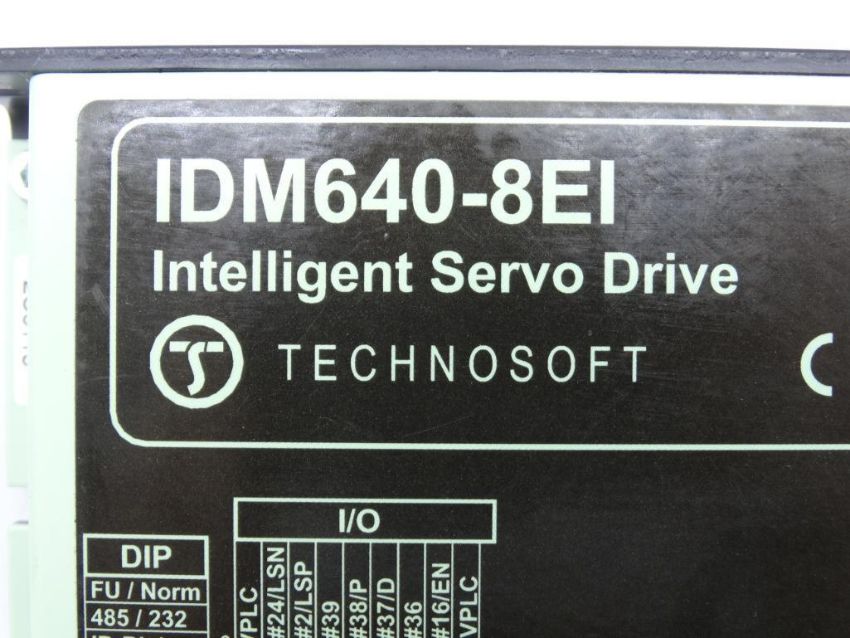 IDM640-8EI
Intelligent Servo Drive
TECHNOSOFT
I/O
DIP
FU / Norm
485 / 232
VPLC
#24/LSN
#2/LSP
#39
#38/P
#37/D
#36
#16/EN
VPLC